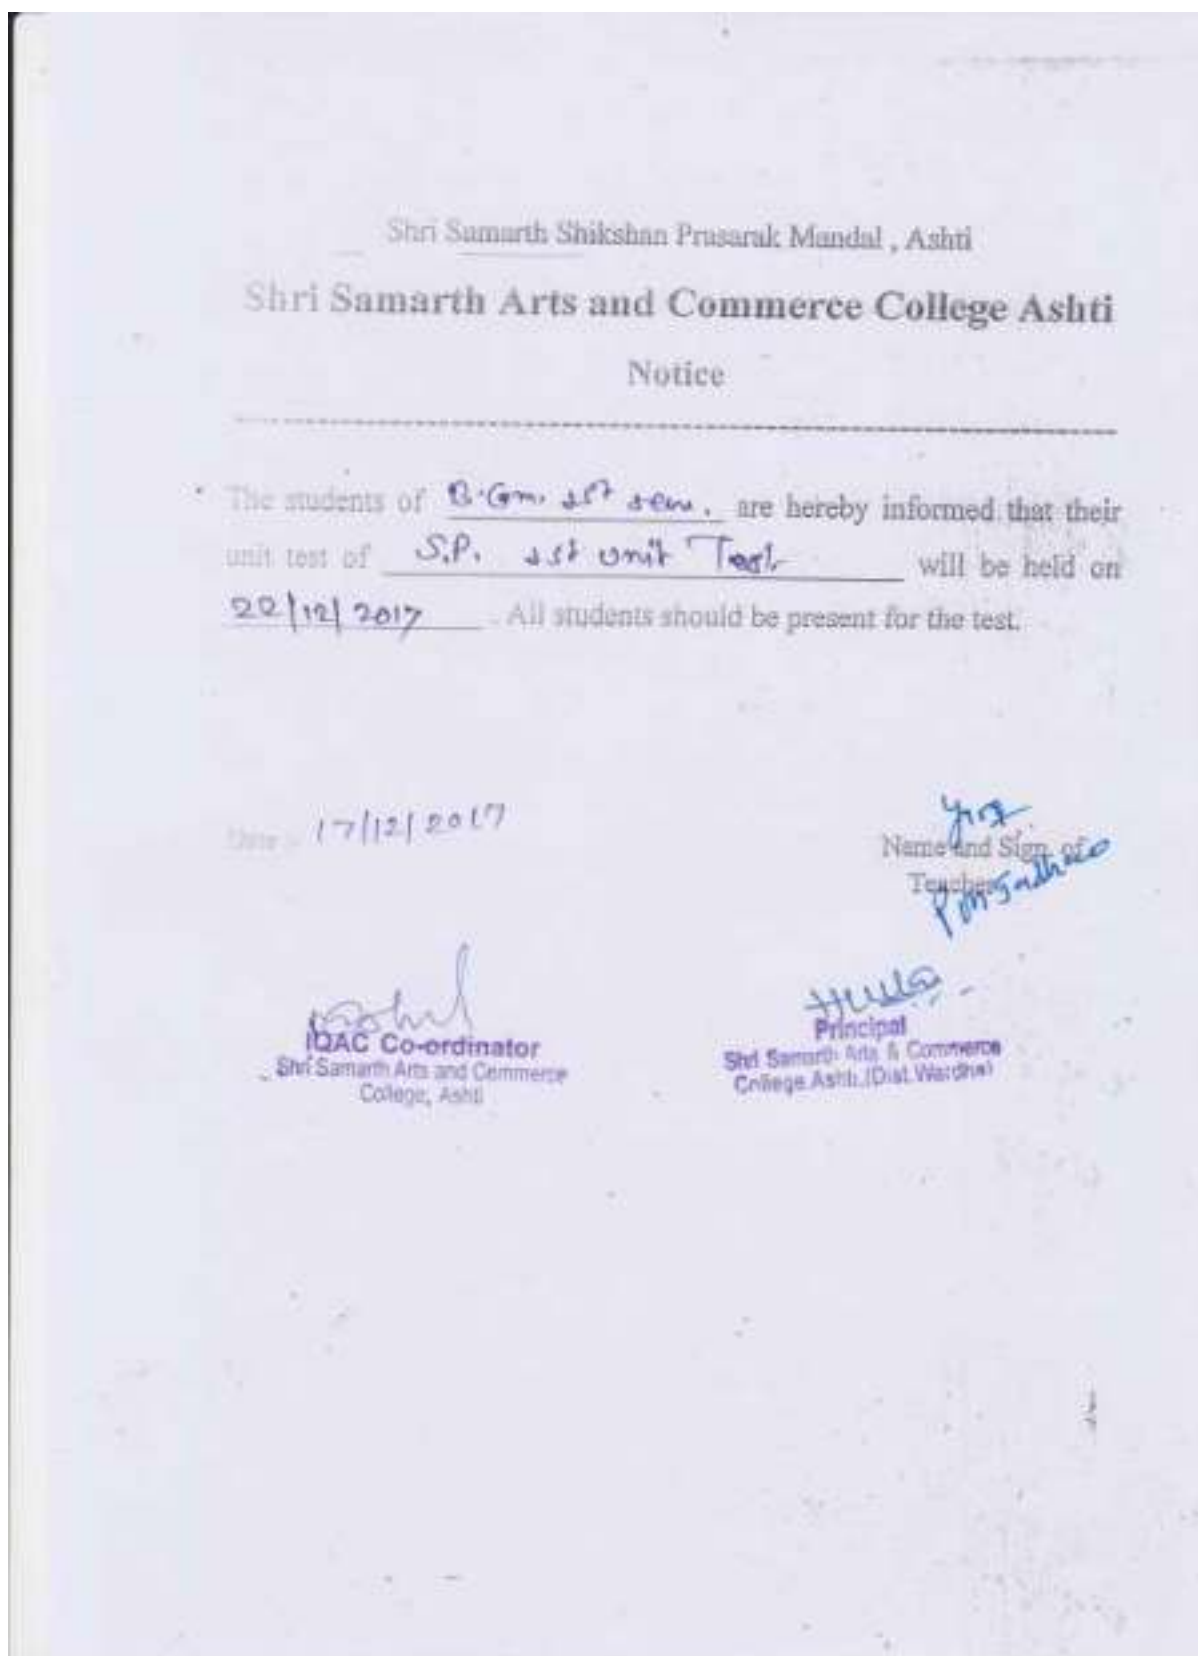 Shri Samarth Shikshan Prasarak Mandal , Ashti
Shri Samarth Arts and Commerce College Ashti
Notice
The students of B.Com. 1st sem. are hereby informed that their
unit test of S.P. 1st unit Test will be held on
22/12/2017 . All students should be present for the test.
Date :- 17/12/2017
Name and Sign. of
Teacher
IQAC Co-ordinator
Shri Samarth Arts and Commerce
College, Ashti
Principal
Shri Samarth Arts & Commerce
College Ashti. (Dist. Wardha)